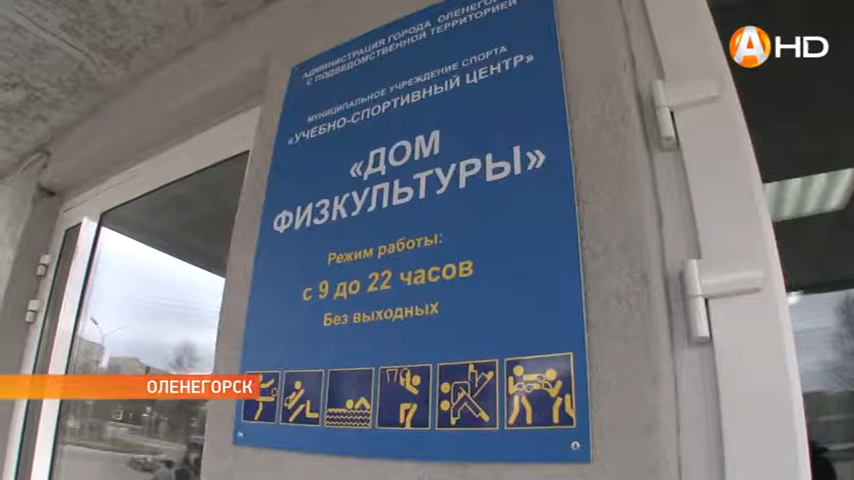 АДМИНИСТРАЦИЯ ГОРОДА ОЛЕНЕГОРСК
С ПОДВЕДОМСТВЕННОЙ ТЕРРИТОРИЕЙ
МУНИЦИПАЛЬНОЕ УЧРЕЖДЕНИЕ СПОРТА
«УЧЕБНО-СПОРТИВНЫЙ ЦЕНТР»
«ДОМ
ФИЗКУЛЬТУРЫ»
Режим работы:
с 9 до 22 часов
Без выходных
ОЛЕНЕГОРСК
А HD